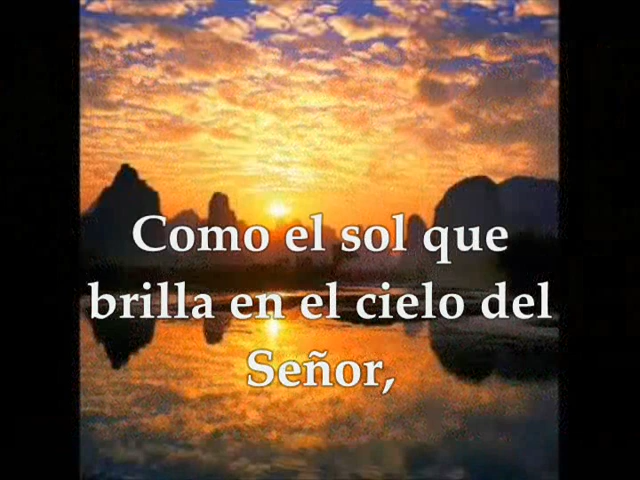 Como el sol que
brilla en el cielo del
Señor,